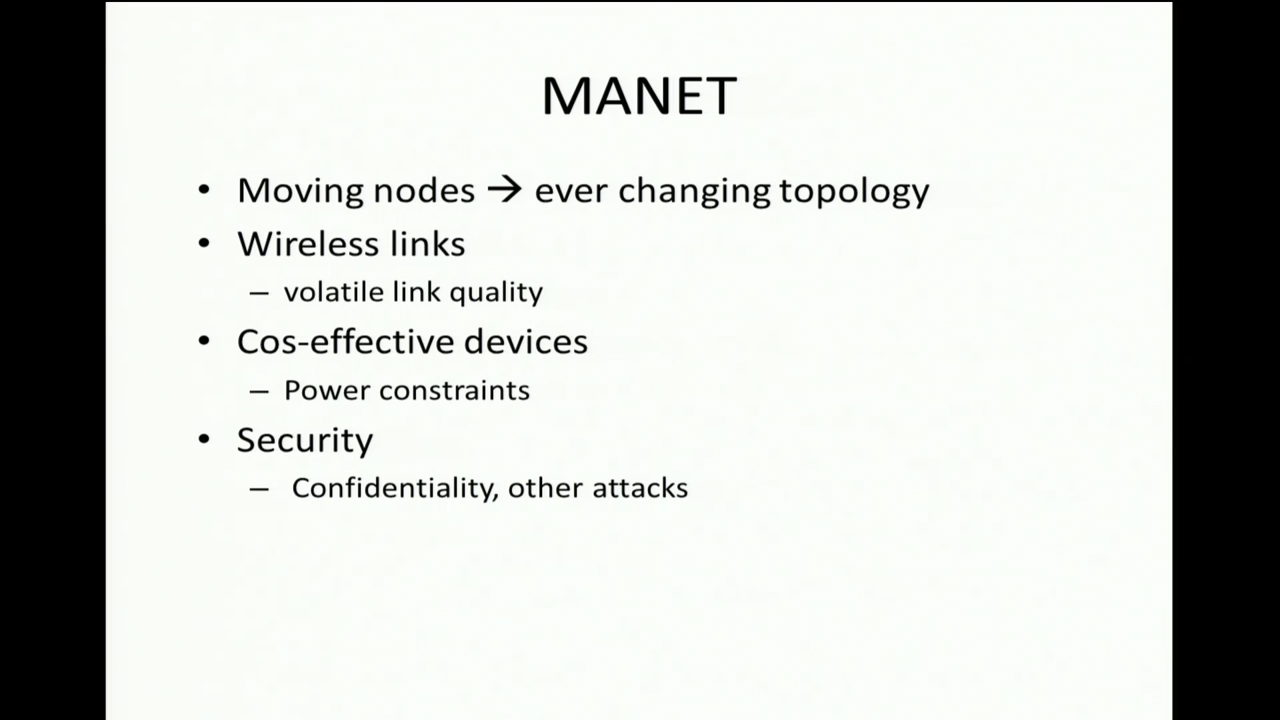 MANET
• Moving nodes → ever changing topology
• Wireless links
– volatile link quality
• Cos-effective devices
– Power constraints
• Security
– Confidentiality, other attacks